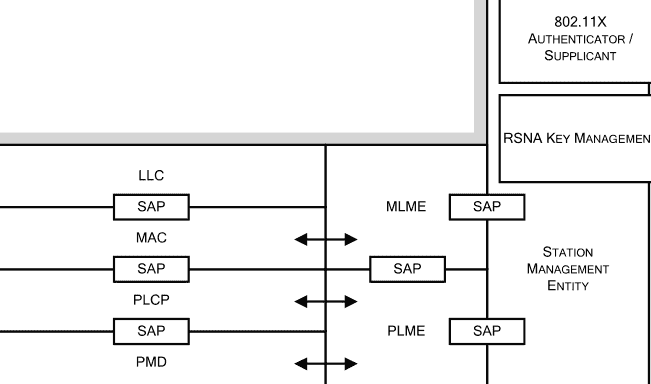 802.11X
AUTHENTICATOR /
SUPPLICANT
RSNA KEY MANAGEMEN
LLC
SAP
MLME
SAP
MAC
SAP
SAP
STATION
MANAGEMENT
ENTITY
PLCP
SAP
PLME
SAP
PMD